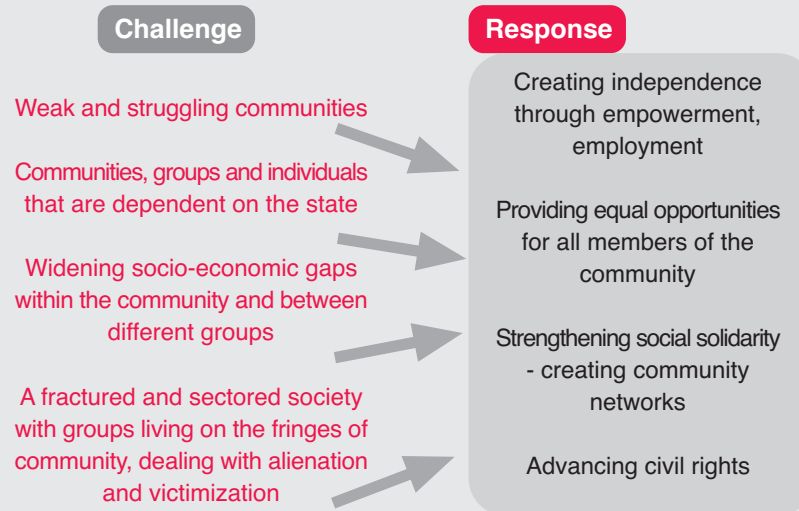 Challenge
Weak and struggling communities
Communities, groups and individuals
that are dependent on the state
Widening socio-economic gaps
within the community and between
different groups
A fractured and sectored society
with groups living on the fringes of
community, dealing with alienation
and victimization
Response
Creating independence
through empowerment,
employment
Providing equal opportunities
for all members of the
community
Strengthening social solidarity
- creating community
networks
Advancing civil rights